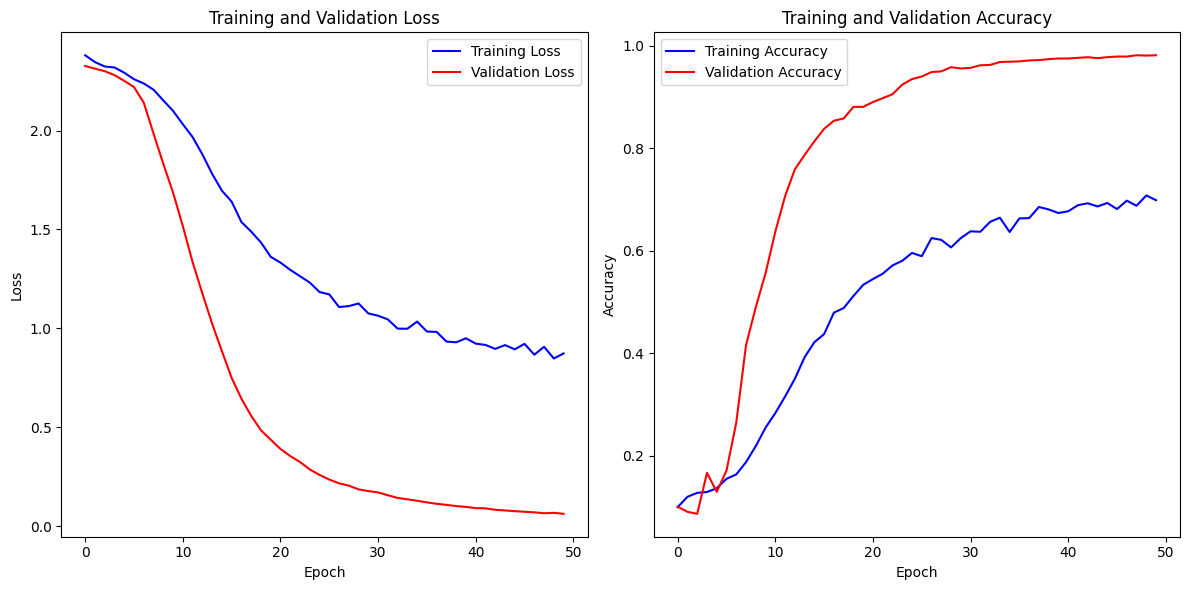 Training and Validation Loss
Training Loss
Validation Loss
2.0
1.5
1.0
0.5
0.0
Loss
0 10 20 30 40 50
Epoch
Training and Validation Accuracy
Training Accuracy
Validation Accuracy
1.0
0.8
0.6
0.4
0.2
Accuracy
0 10 20 30 40 50
Epoch